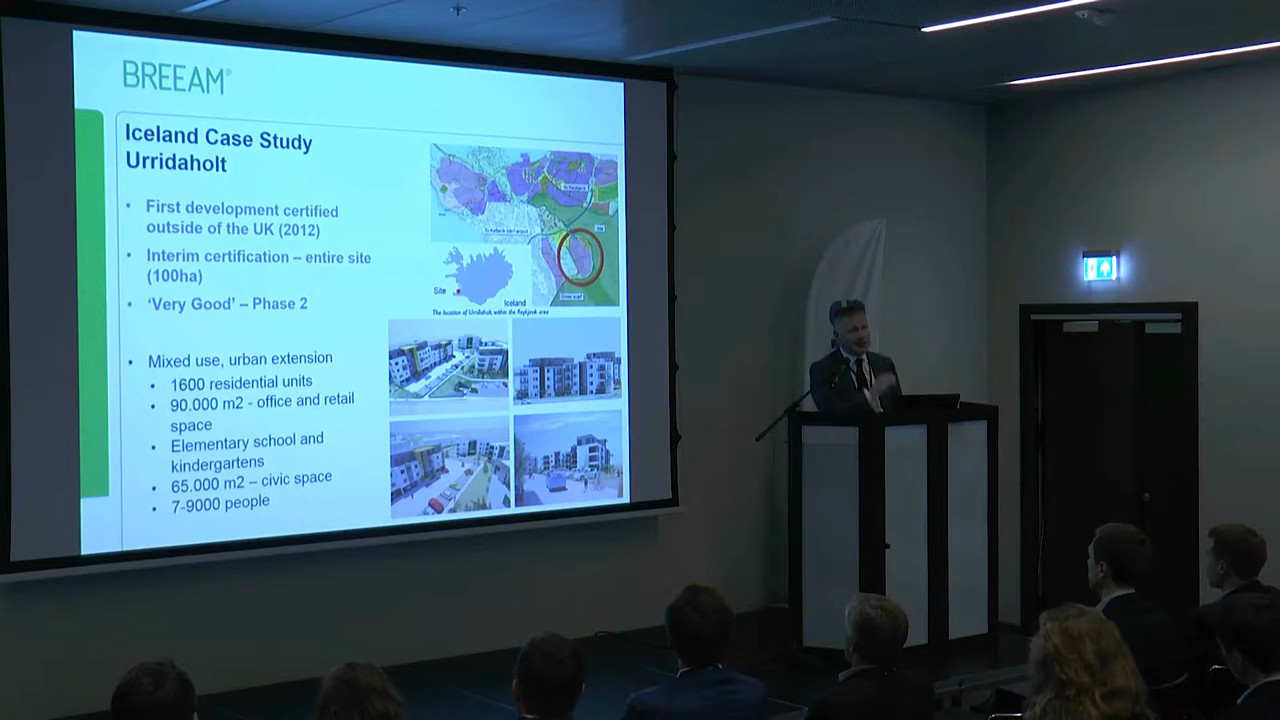 BREEAM®
Iceland Case Study
Urridaholt
• First development certified
outside of the UK (2012)
• Interim certification – entire site
(100ha)
• ‘Very Good’ – Phase 2
• Mixed use, urban extension
• 1600 residential units
• 90.000 m2 - office and retail
space
• Elementary school and
kindergartens
• 65.000 m2 – civic space
• 7-9000 people
Site
Iceland
The location of Urridaholt, within the Reykjavik area